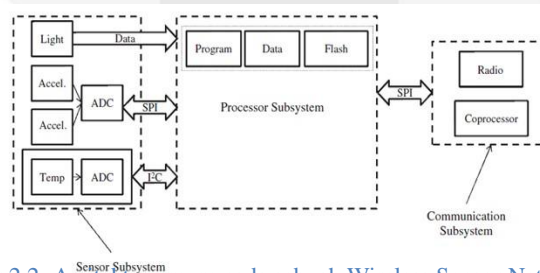 Light
Data
Accel.
ADC
SPI
Accel.
Temp
ADC
I²C
Sensor Subsystem
Program
Data
Flash
Processor Subsystem
SPI
Radio
Coprocessor
Communication
Subsystem